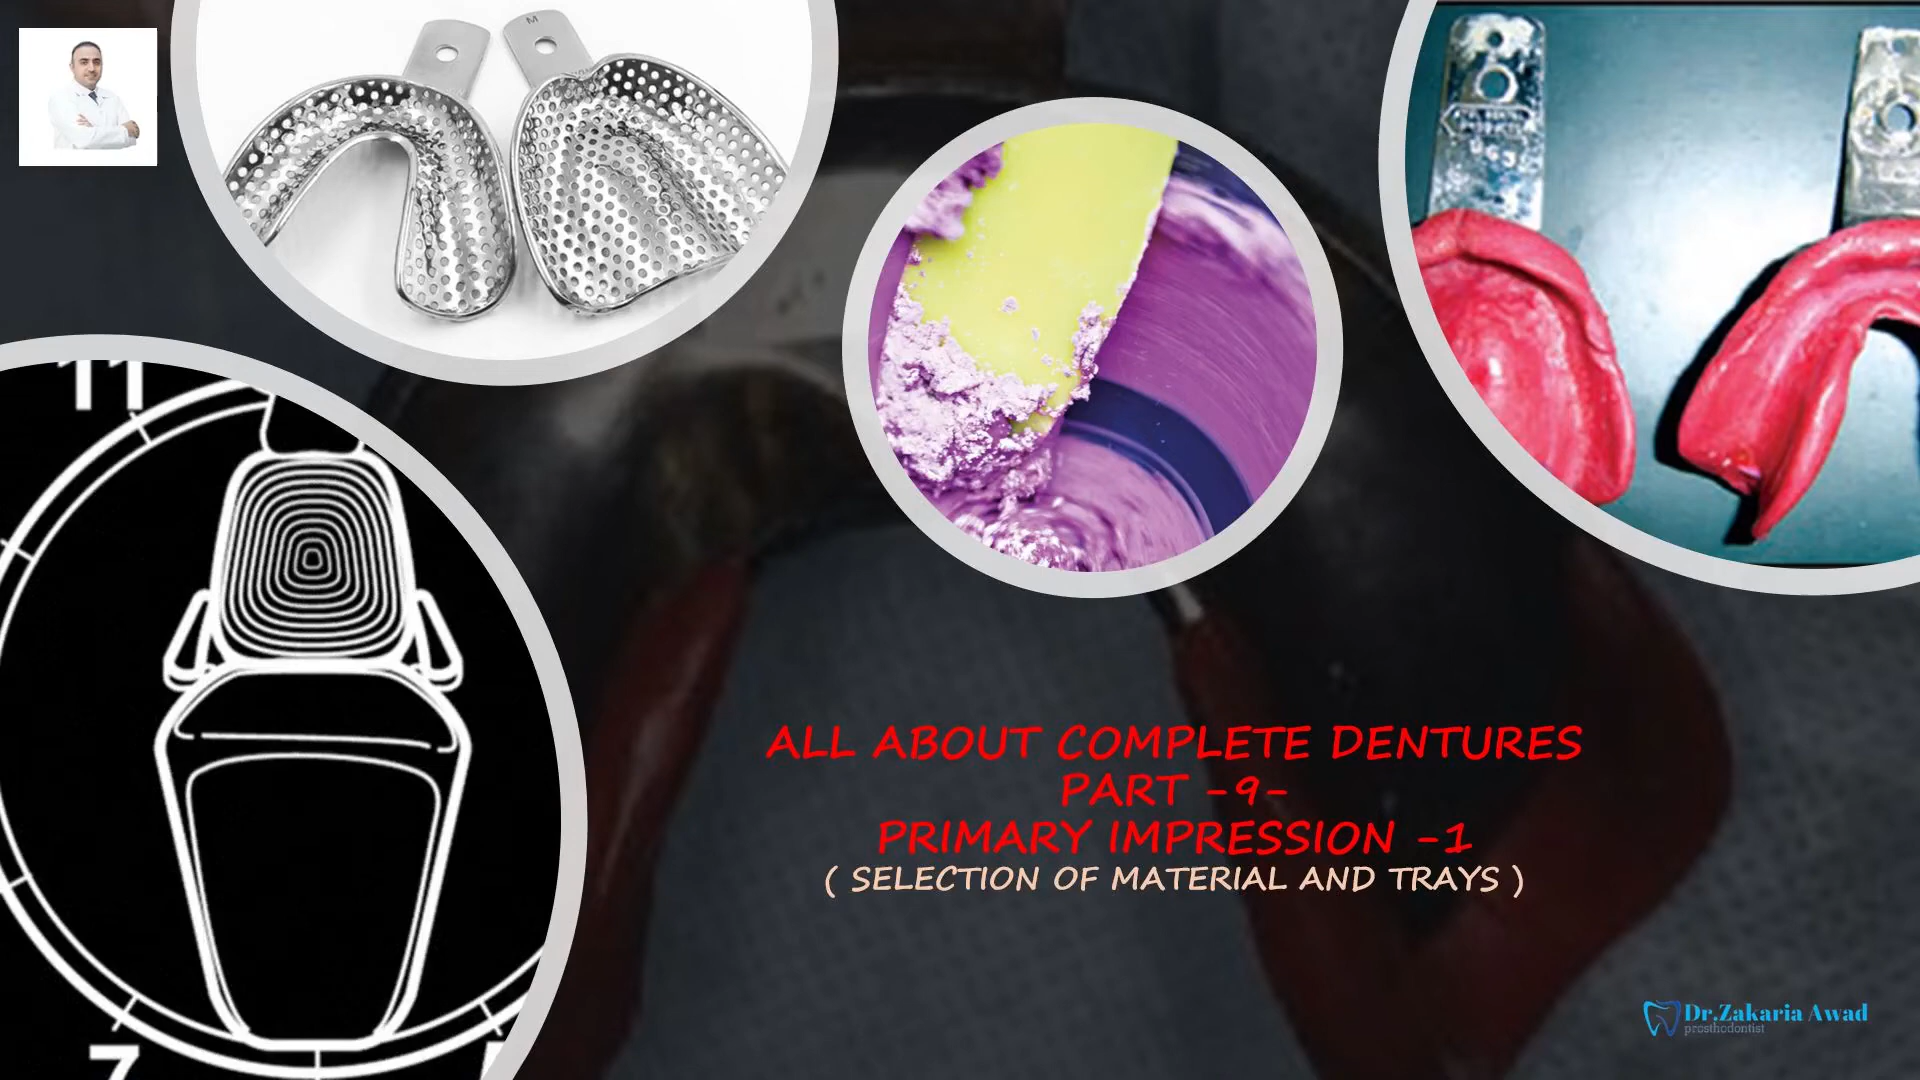 M
11
ALL ABOUT COMPLETE DENTURES
PART -9-
PRIMARY IMPRESSION -1
( SELECTION OF MATERIAL AND TRAYS )
7
Dr.Zakaria Awad
prosthodontist